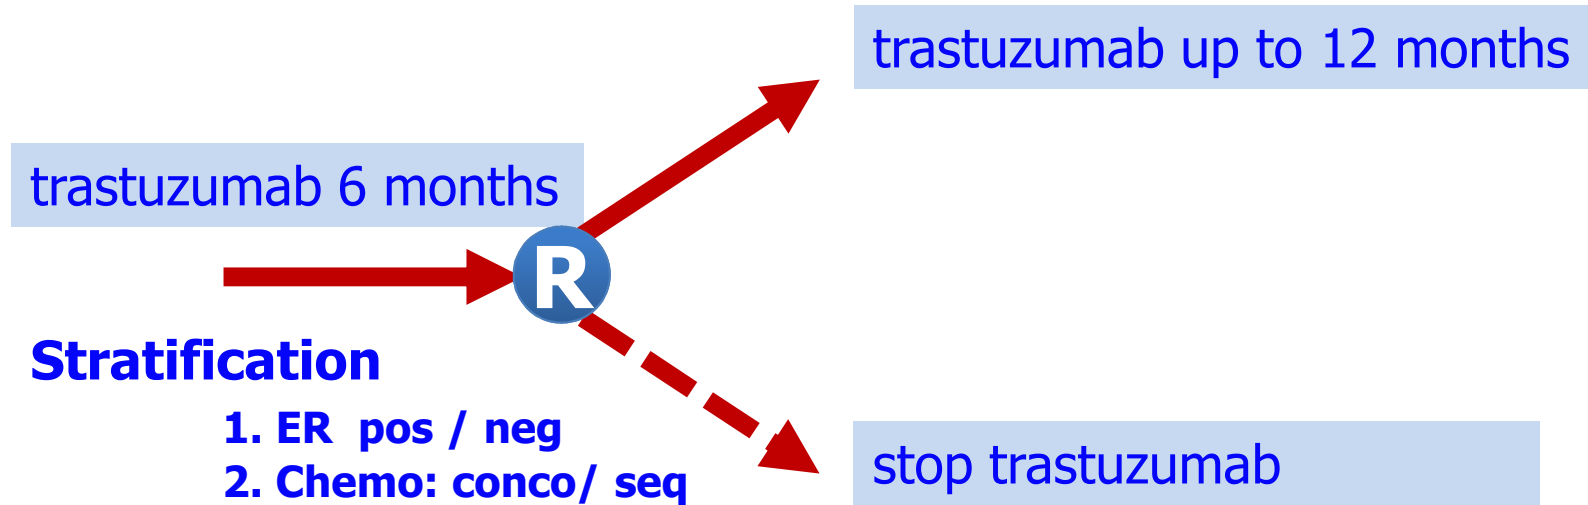 trastuzumab up to 12 months
trastuzumab 6 months
R
Stratification
1. ER pos / neg
2. Chemo: conco/ seq
stop trastuzumab